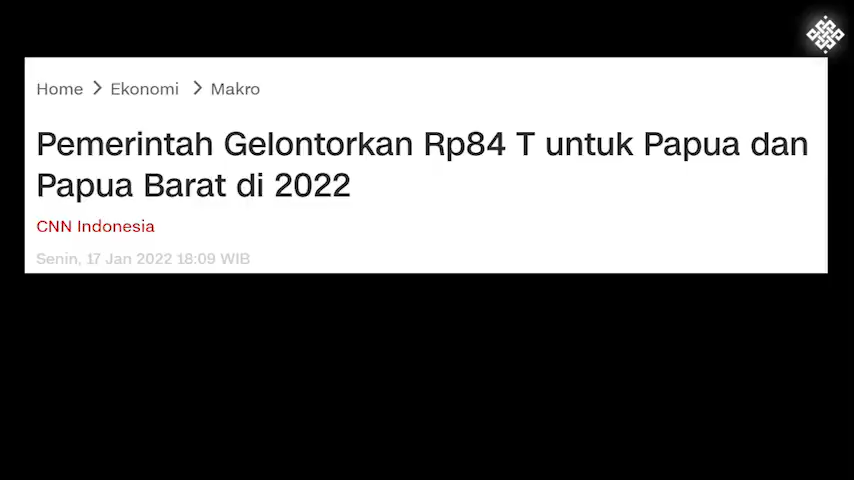 Home > Ekonomi > Makro
Pemerintah Gelontorkan Rp84 T untuk Papua dan
Papua Barat di 2022
CNN Indonesia
Senin, 17 Jan 2022 18:09 WIB